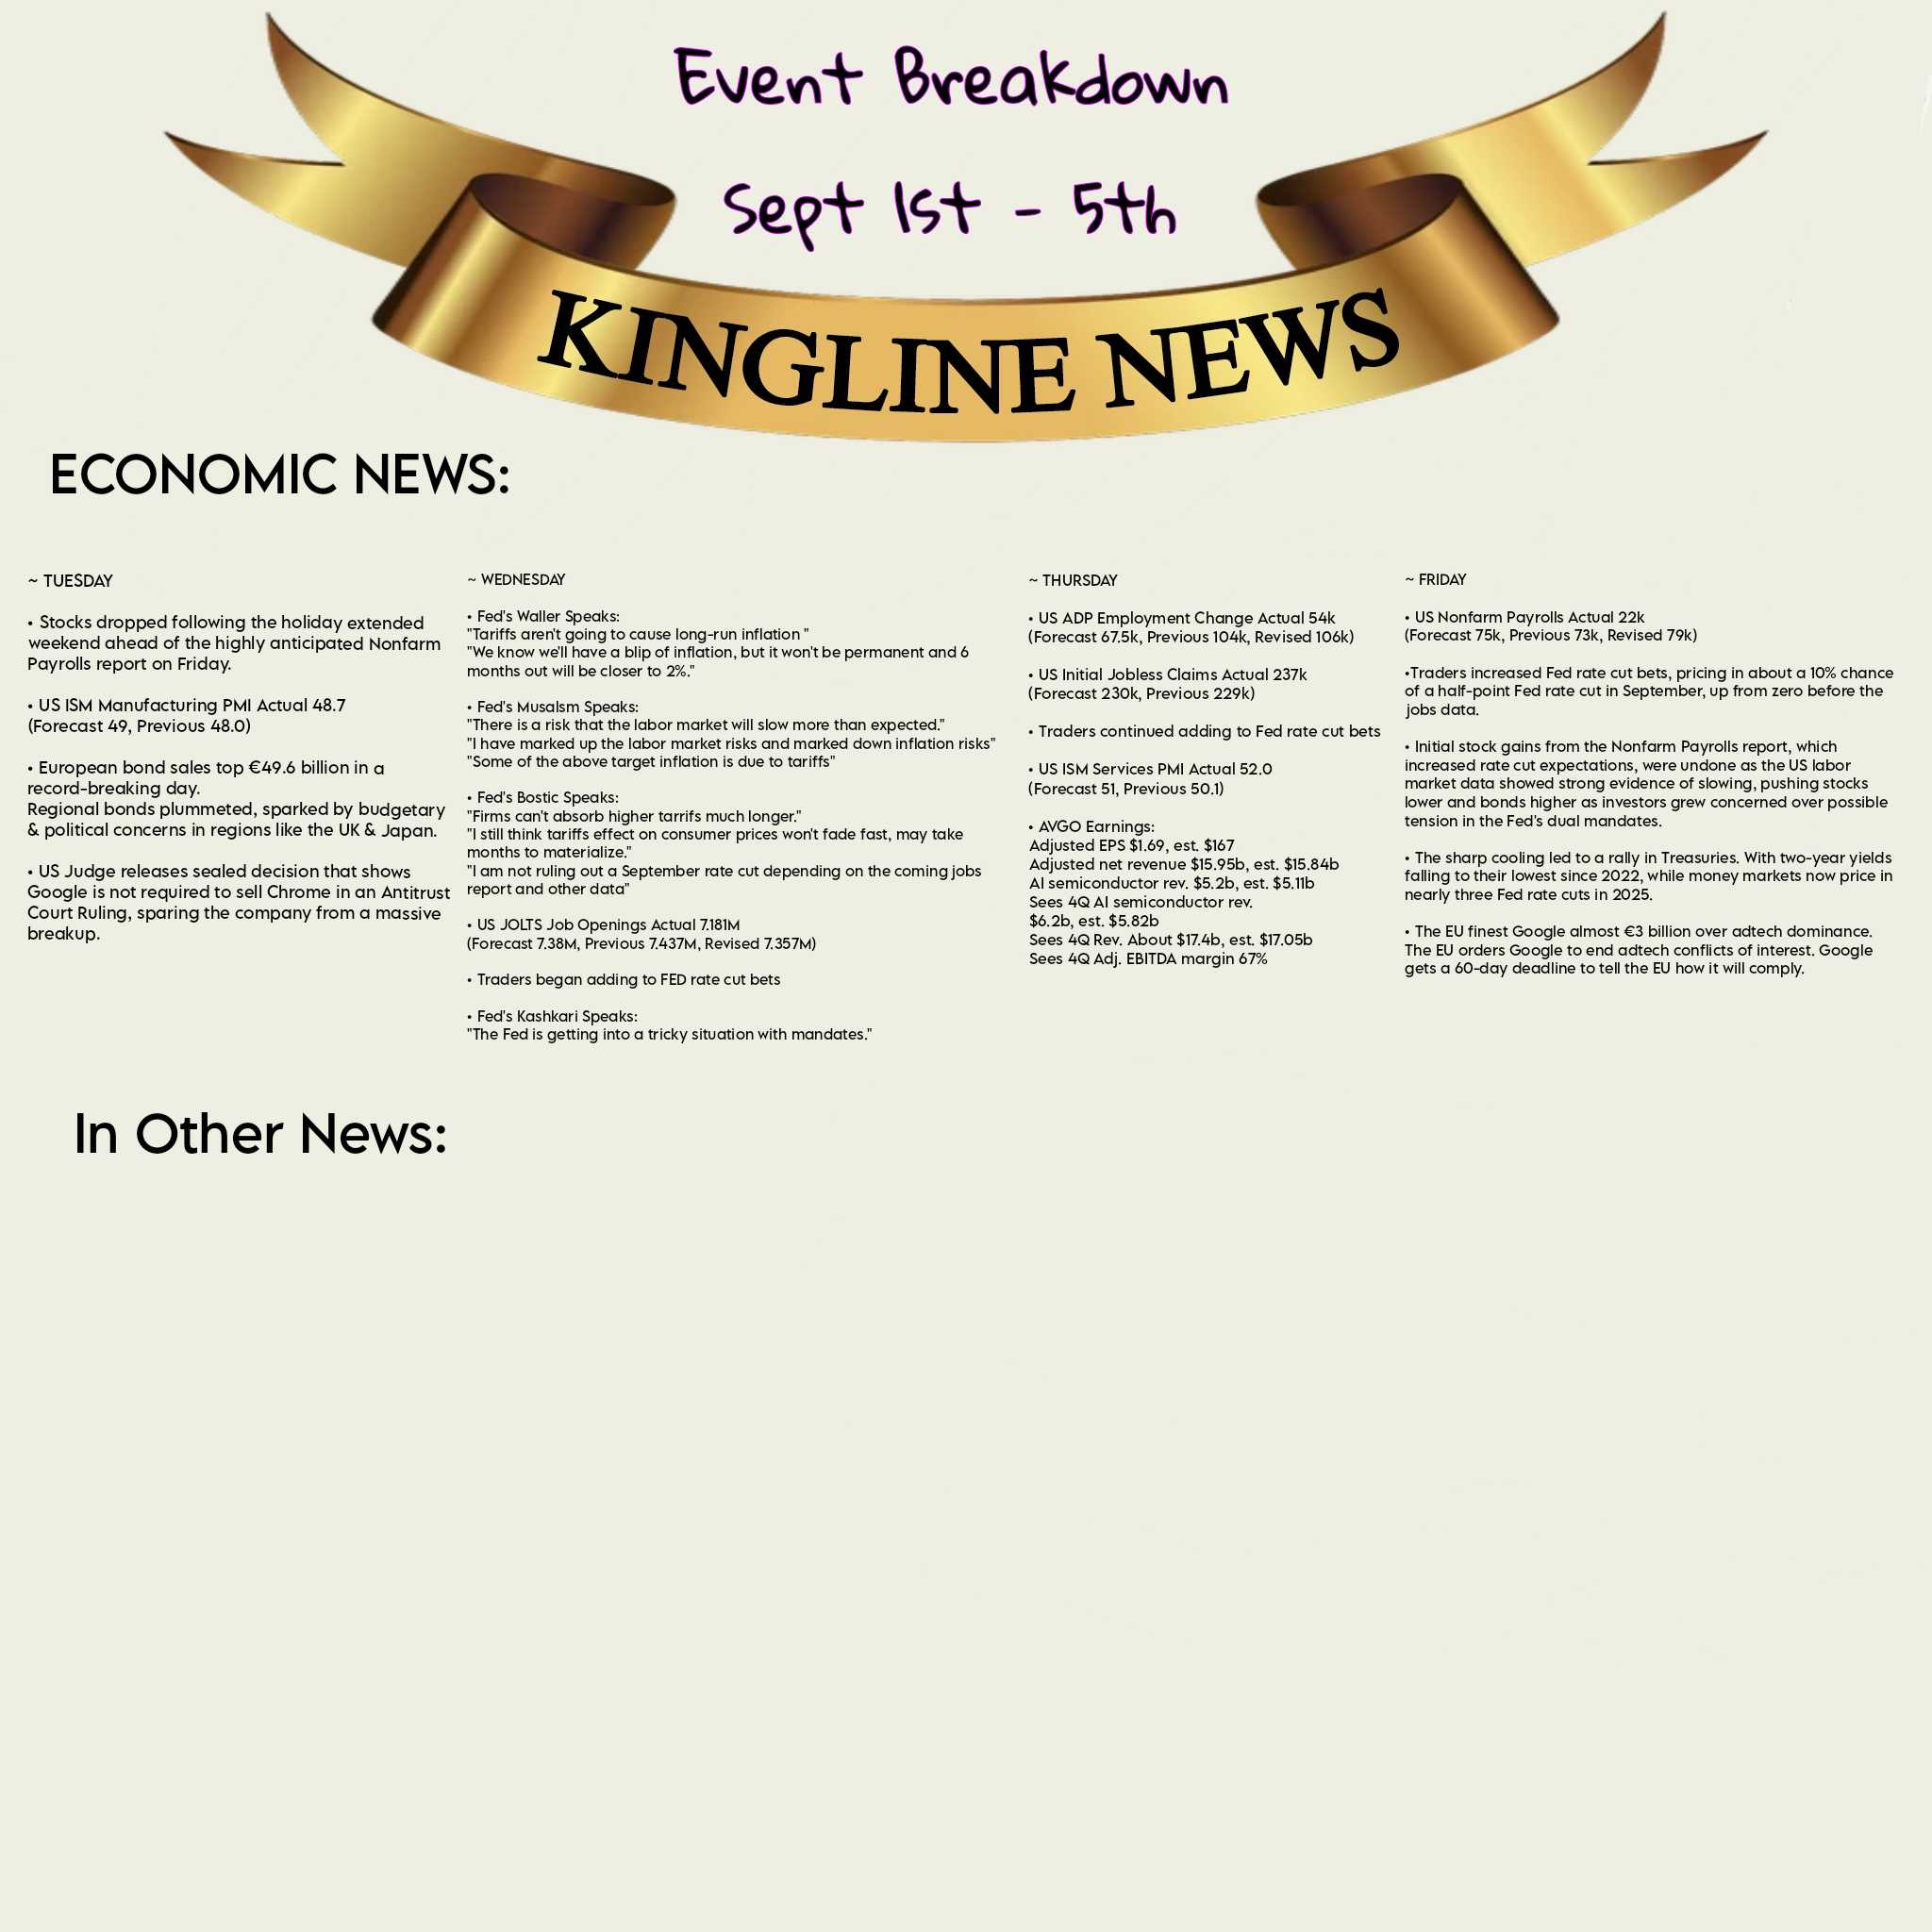 Event Breakdown
Sept 1st - 5th
KINGLINE NEWS
ECONOMIC NEWS:
~ TUESDAY
• Stocks dropped following the holiday extended
weekend ahead of the highly anticipated Nonfarm
Payrolls report on Friday.
• US ISM Manufacturing PMI Actual 48.7
(Forecast 49, Previous 48.0)
• European bond sales top €49.6 billion in a
record-breaking day.
Regional bonds plummeted, sparked by budgetary
& political concerns in regions like the UK & Japan.
• US Judge releases sealed decision that shows
Google is not required to sell Chrome in an Antitrust
Court Ruling, sparing the company from a massive
breakup.
~ WEDNESDAY
• Fed's Waller Speaks:
"Tariffs aren't going to cause long-run inflation "
"We know we'll have a blip of inflation, but it won't be permanent and 6
months out will be closer to 2%."
• Fed's Musalsm Speaks:
"There is a risk that the labor market will slow more than expected."
"I have marked up the labor market risks and marked down inflation risks"
"Some of the above target inflation is due to tariffs"
• Fed's Bostic Speaks:
"Firms can't absorb higher tarrifs much longer."
"I still think tariffs effect on consumer prices won't fade fast, may take
months to materialize."
"I am not ruling out a September rate cut depending on the coming jobs
report and other data"
• US JOLTS Job Openings Actual 7.181M
(Forecast 7.38M, Previous 7.437M, Revised 7.357M)
• Traders began adding to FED rate cut bets
• Fed's Kashkari Speaks:
"The Fed is getting into a tricky situation with mandates."
~ THURSDAY
• US ADP Employment Change Actual 54k
(Forecast 67.5k, Previous 104k, Revised 106k)
• US Initial Jobless Claims Actual 237k
(Forecast 230k, Previous 229k)
• Traders continued adding to Fed rate cut bets
• US ISM Services PMI Actual 52.0
(Forecast 51, Previous 50.1)
• AVGO Earnings:
Adjusted EPS $1.69, est. $167
Adjusted net revenue $15.95b, est. $15.84b
AI semiconductor rev. $5.2b, est. $5.11b
Sees 4Q AI semiconductor rev.
$6.2b, est. $5.82b
Sees 4Q Rev. About $17.4b, est. $17.05b
Sees 4Q Adj. EBITDA margin 67%
~ FRIDAY
• US Nonfarm Payrolls Actual 22k
(Forecast 75k, Previous 73k, Revised 79k)
•Traders increased Fed rate cut bets, pricing in about a 10% chance
of a half-point Fed rate cut in September, up from zero before the
jobs data.
• Initial stock gains from the Nonfarm Payrolls report, which
increased rate cut expectations, were undone as the US labor
market data showed strong evidence of slowing, pushing stocks
lower and bonds higher as investors grew concerned over possible
tension in the Fed's dual mandates.
• The sharp cooling led to a rally in Treasuries. With two-year yields
falling to their lowest since 2022, while money markets now price in
nearly three Fed rate cuts in 2025.
• The EU finest Google almost €3 billion over adtech dominance.
The EU orders Google to end adtech conflicts of interest. Google
gets a 60-day deadline to tell the EU how it will comply.
In Other News: